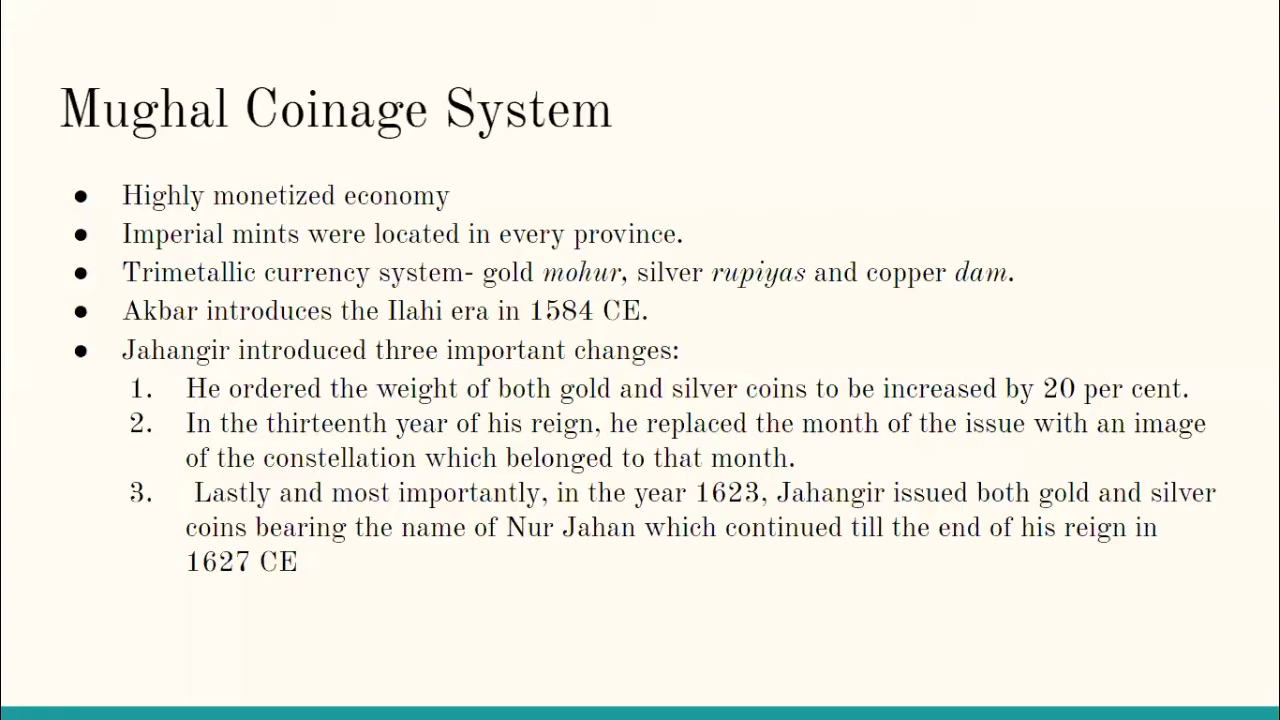 Mughal Coinage System
● Highly monetized economy
● Imperial mints were located in every province.
● Trimetallic currency system- gold mohur, silver rupiyas and copper dam.
● Akbar introduces the Ilahi era in 1584 CE.
● Jahangir introduced three important changes:
1. He ordered the weight of both gold and silver coins to be increased by 20 per cent.
2. In the thirteenth year of his reign, he replaced the month of the issue with an image
of the constellation which belonged to that month.
3. Lastly and most importantly, in the year 1623, Jahangir issued both gold and silver
coins bearing the name of Nur Jahan which continued till the end of his reign in
1627 CE